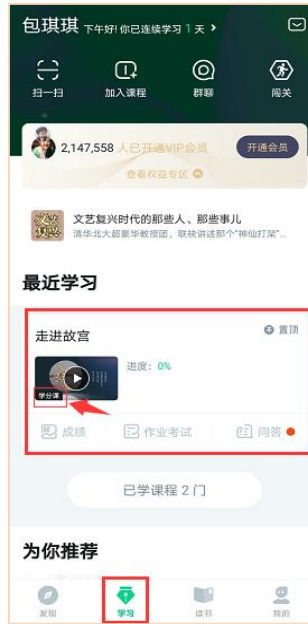 包琪琪 下午好!你已连续学习 1 天 >
扫一扫 加入课程 群聊 闯关
2,147,558 人已开通VIP会员 开通会员
查看权益专区
文艺复兴时代的那些人、那些事儿
清华北大超豪华教授团，联袂讲述那个“神仙打架”...
最近学习
走进故宫 置顶
进度：0%
学分课
成绩 作业考试 问答
已学课程 2 门
为你推荐
发现 学习 读书 我的